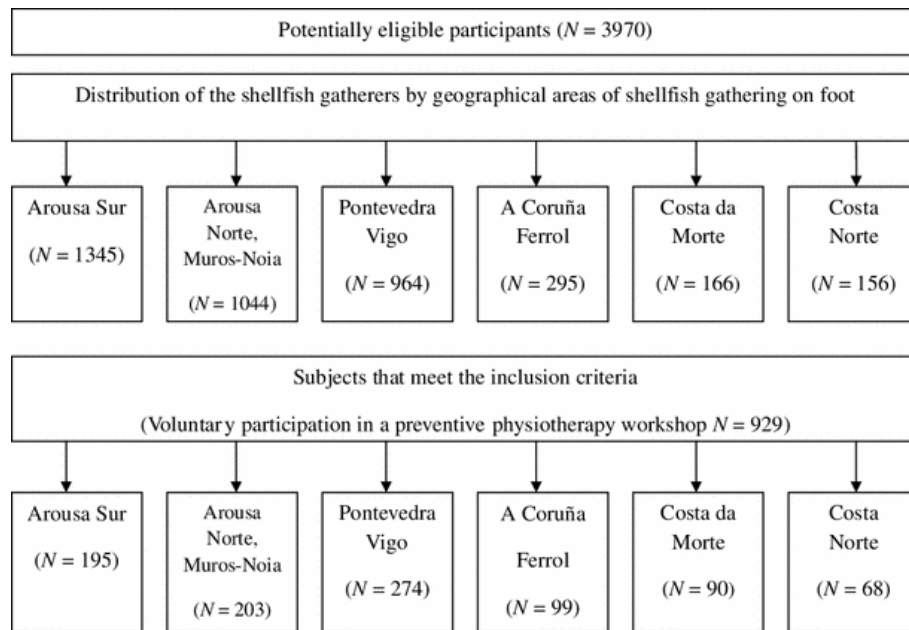 Potentially eligible participants (N = 3970)
Distribution of the shellfish gatherers by geographical areas of shellfish gathering on foot
Arousa Sur
(N = 1345)
Arousa
Norte,
Muros-Noia
(N = 1044)
Pontevedra
Vigo
(N = 964)
A Coruña
Ferrol
(N = 295)
Costa da
Morte
(N = 166)
Costa
Norte
(N = 156)
Subjects that meet the inclusion criteria
(Voluntary participation in a preventive physiotherapy workshop N = 929)
Arousa Sur
(N = 195)
Arousa
Norte,
Muros-Noia
(N = 203)
Pontevedra
Vigo
(N = 274)
A Coruña
Ferrol
(N = 99)
Costa da
Morte
(N = 90)
Costa
Norte
(N = 68)